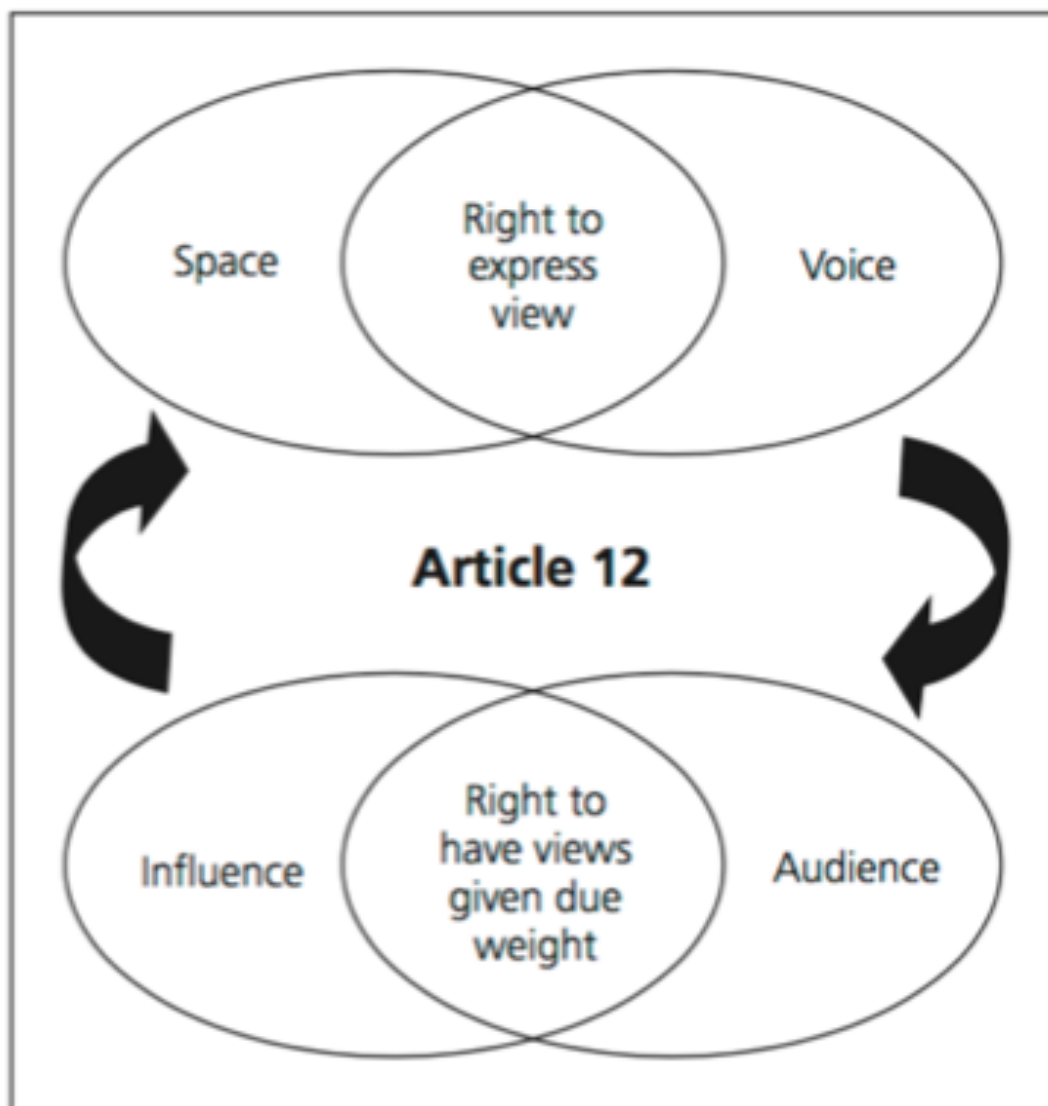 Space
Right to
express
view
Voice
Article 12
Influence
Right to
have views
given due
weight
Audience